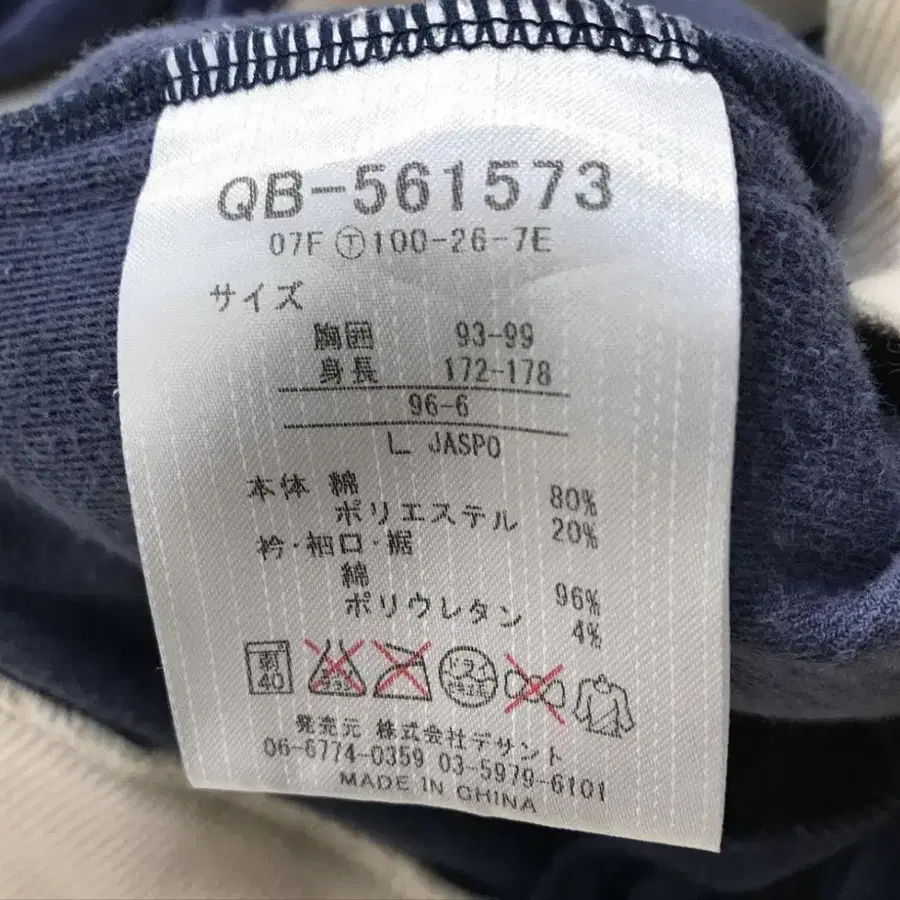 QB-561573
07F Ⓣ100-26-7E
サイズ
胸囲 93-99
身長 172-178
96-6
L JASPO
本体 綿 80%
ポリエステル 20%
衿・袖口・裾
綿 96%
ポリウレタン 4%
40
ドライ
発売元 株式会社デサント
06-6774-0359 03-5979-6101
MADE IN CHINA